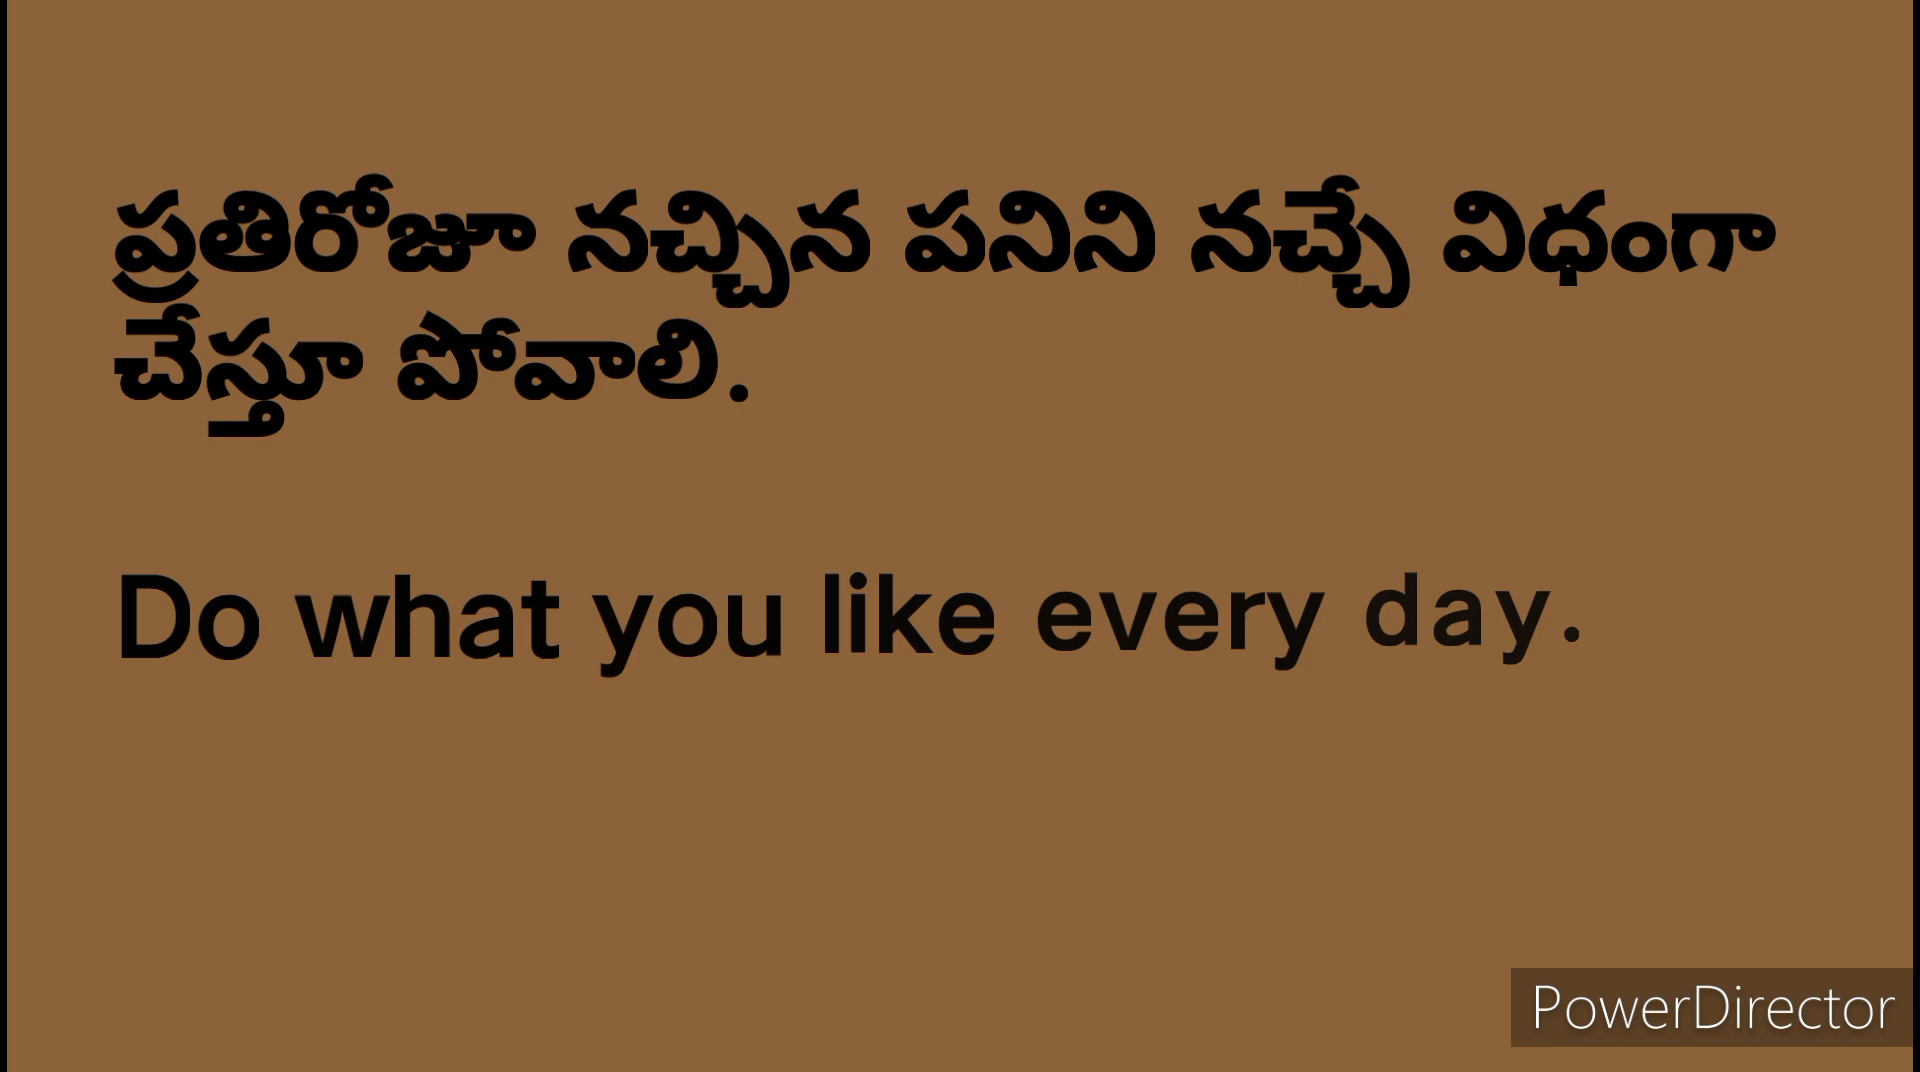 ప్రతిరోజూ నచ్చిన పనిని నచ్చే విధంగా
చేస్తూ పోవాలి.
Do what you like every day.
PowerDirector